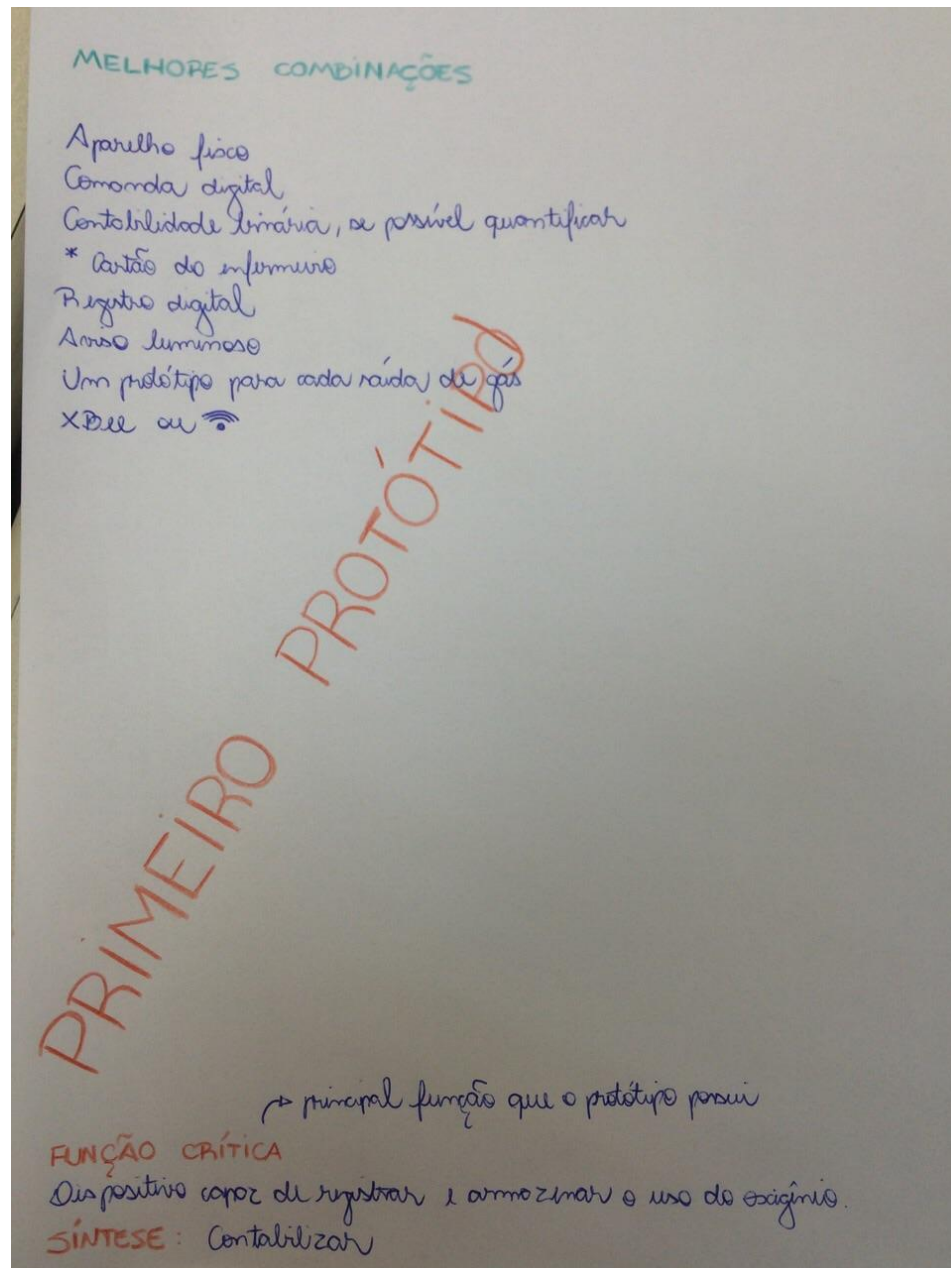 MELHORES COMBINAÇÕES
Aparelho físco
Comanda digital
Contabilidade binária, se possível quantificar
* Cartão do enfermeiro
Registro digital
Aviso luminoso
Um protótipo para cada saída de gás
XBee ou
PRIMEIRO PROTÓTIPO
→ principal função que o protótipo possui
FUNÇÃO CRÍTICA
Dispositivo capaz de registrar e armazenar o uso do oxigênio.
SÍNTESE: Contabilizar